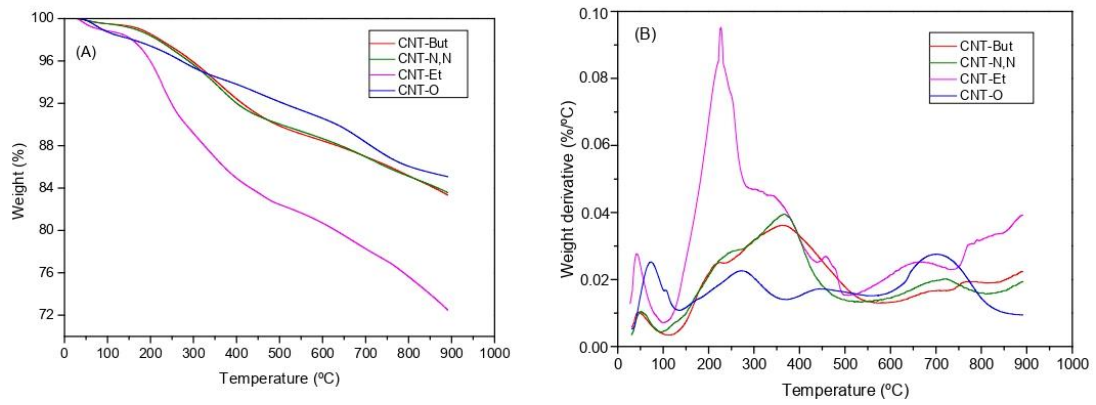 (A)
CNT-But
CNT-N,N
CNT-Et
CNT-O
100
96
92
88
84
80
76
72
Weight (%)
0 100 200 300 400 500 600 700 800 900 1000
Temperature (ºC)
(B)
CNT-But
CNT-N,N
CNT-Et
CNT-O
0.10
0.08
0.06
0.04
0.02
0.00
Weight derivative (%/ºC)
0 100 200 300 400 500 600 700 800 900 1000
Temperature (ºC)